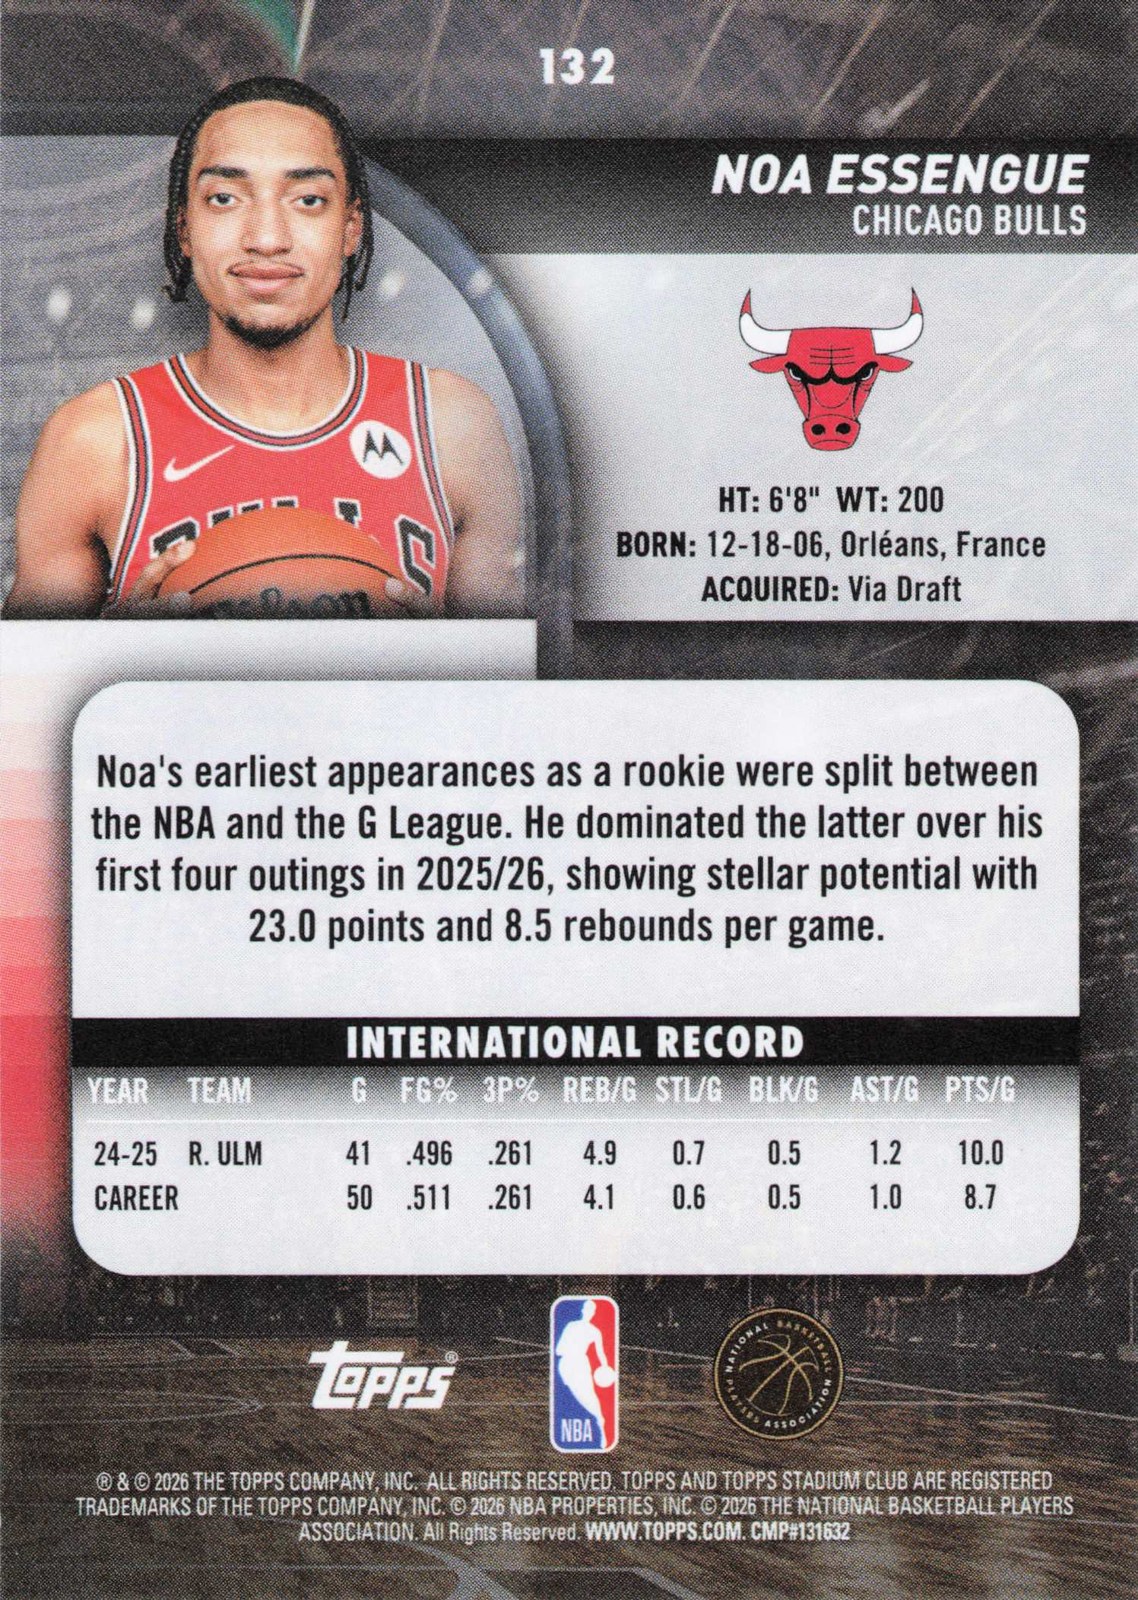 132
NOA ESSENGUE
CHICAGO BULLS
BULLS
Wilson
HT: 6'8" WT: 200
BORN: 12-18-06, Orléans, France
ACQUIRED: Via Draft
Noa's earliest appearances as a rookie were split between
the NBA and the G League. He dominated the latter over his
first four outings in 2025/26, showing stellar potential with
23.0 points and 8.5 rebounds per game.
INTERNATIONAL RECORD
YEAR TEAM G FG% 3P% REB/G STL/G BLK/G AST/G PTS/G
24-25 R. ULM 41 .496 .261 4.9 0.7 0.5 1.2 10.0
CAREER 50 .511 .261 4.1 0.6 0.5 1.0 8.7
topps®
NBA
NATIONAL BASKETBALL PLAYERS ASSOCIATION
® & © 2026 THE TOPPS COMPANY, INC. ALL RIGHTS RESERVED. TOPPS AND TOPPS STADIUM CLUB ARE REGISTERED
TRADEMARKS OF THE TOPPS COMPANY, INC. © 2026 NBA PROPERTIES, INC. © 2026 THE NATIONAL BASKETBALL PLAYERS
ASSOCIATION. All Rights Reserved. WWW.TOPPS.COM. CMP#131632